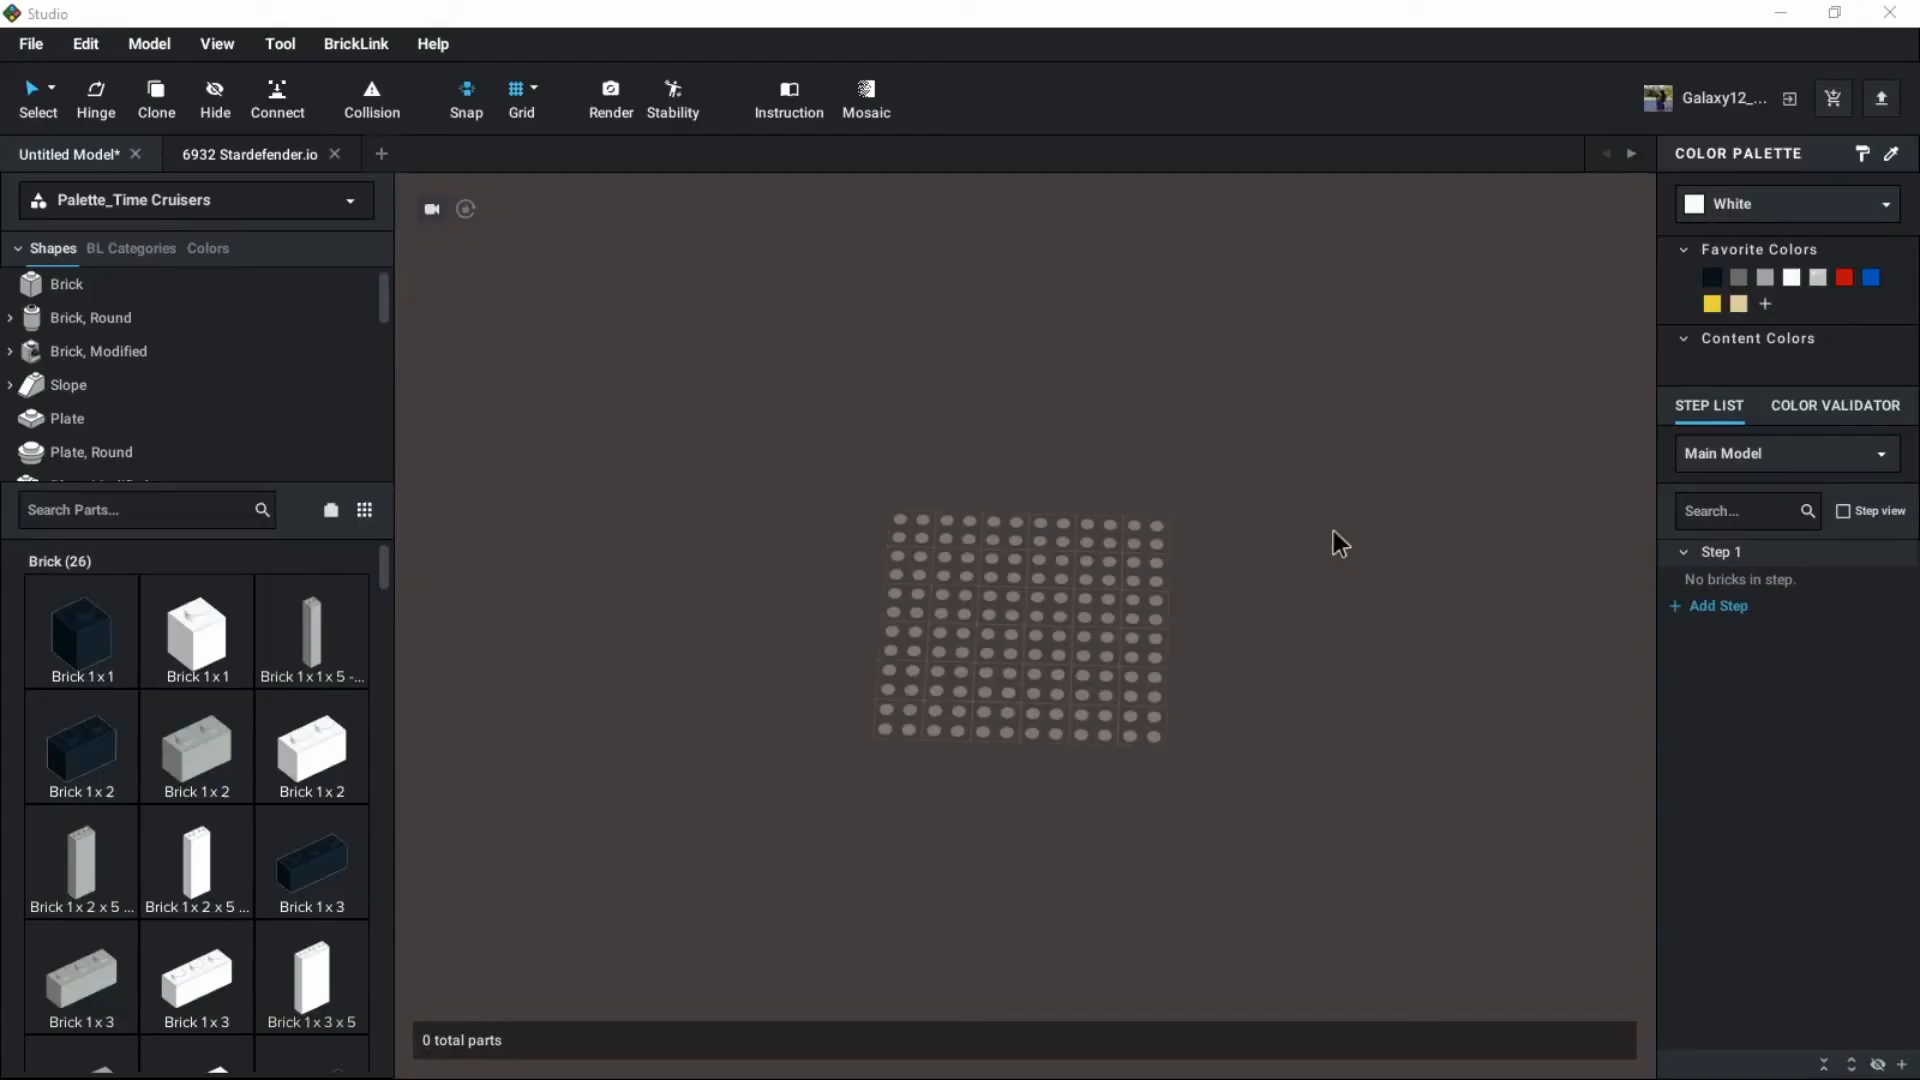 Studio
File Edit Model View Tool BrickLink Help
Select Hinge Clone Hide Connect Collision Snap Grid Render Stability Instruction Mosaic
Galaxy12_...
Untitled Model* 6932 Stardefender.io
COLOR PALETTE
Palette_Time Cruisers
White
Shapes BL Categories Colors
Favorite Colors
Brick
Brick, Round
Content Colors
Brick, Modified
Slope
STEP LIST COLOR VALIDATOR
Plate
Plate, Round
Main Model
Search Parts...
Search... Step view
Step 1
Brick (26)
No bricks in step.
+ Add Step
Brick 1 x 1 Brick 1 x 1 Brick 1 x 1 x 5 -...
Brick 1 x 2 Brick 1 x 2 Brick 1 x 2
Brick 1 x 2 x 5 ... Brick 1 x 2 x 5 ... Brick 1 x 3
Brick 1 x 3 Brick 1 x 3 Brick 1 x 3 x 5
0 total parts